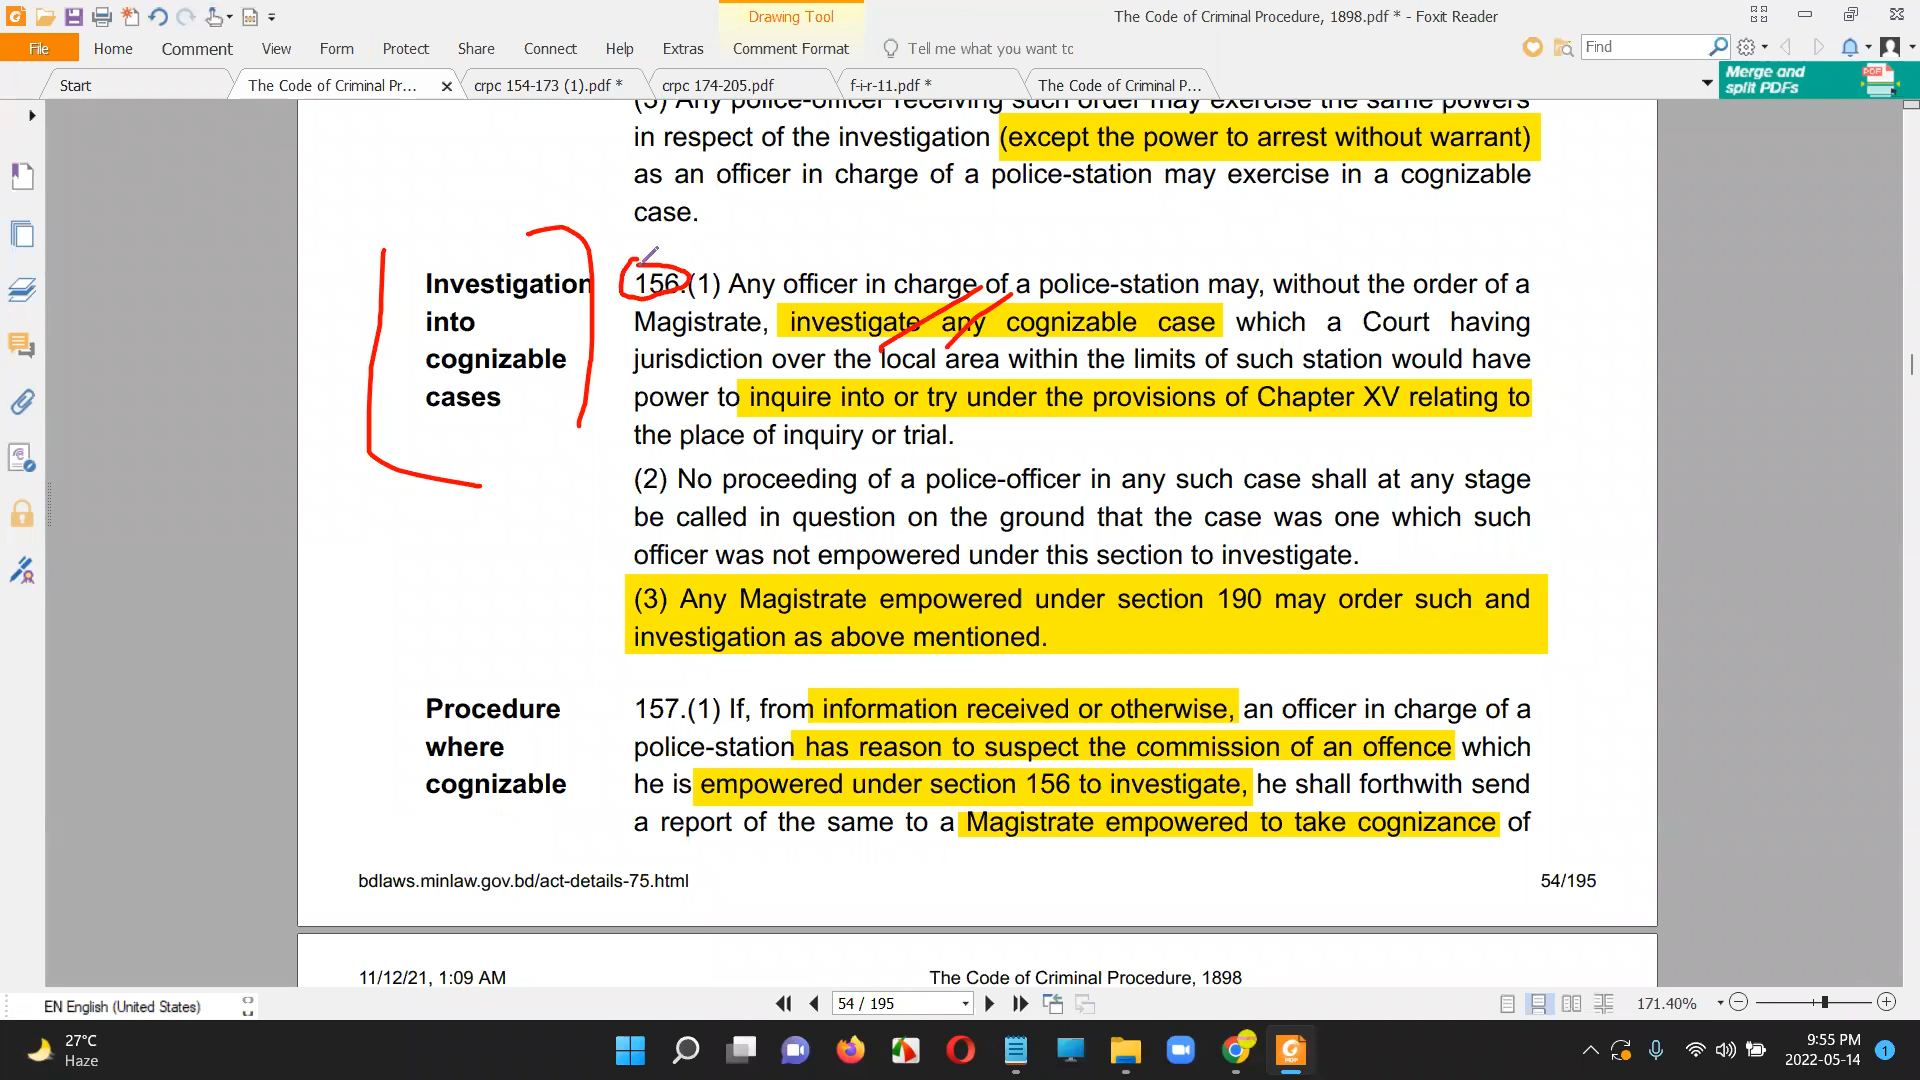 The Code of Criminal Procedure, 1898.pdf * - Foxit Reader
Drawing Tool
File Home Comment View Form Protect Share Connect Help Extras Comment Format Tell me what you want to Find
Start The Code of Criminal Pr... crpc 154-173 (1).pdf * crpc 174-205.pdf f-i-r-11.pdf * The Code of Criminal P... Merge and split PDFs
(3) Any police-officer receiving such order may exercise the same powers
in respect of the investigation (except the power to arrest without warrant)
as an officer in charge of a police-station may exercise in a cognizable
case.
Investigation into cognizable cases
156.(1) Any officer in charge of a police-station may, without the order of a
Magistrate, investigate any cognizable case which a Court having
jurisdiction over the local area within the limits of such station would have
power to inquire into or try under the provisions of Chapter XV relating to
the place of inquiry or trial.
(2) No proceeding of a police-officer in any such case shall at any stage
be called in question on the ground that the case was one which such
officer was not empowered under this section to investigate.
(3) Any Magistrate empowered under section 190 may order such and
investigation as above mentioned.
Procedure where cognizable
157.(1) If, from information received or otherwise, an officer in charge of a
police-station has reason to suspect the commission of an offence which
he is empowered under section 156 to investigate, he shall forthwith send
a report of the same to a Magistrate empowered to take cognizance of
bdlaws.minlaw.gov.bd/act-details-75.html 54/195
11/12/21, 1:09 AM The Code of Criminal Procedure, 1898
EN English (United States) 54 / 195 171.40%
27°C
Haze
9:55 PM
2022-05-14
1